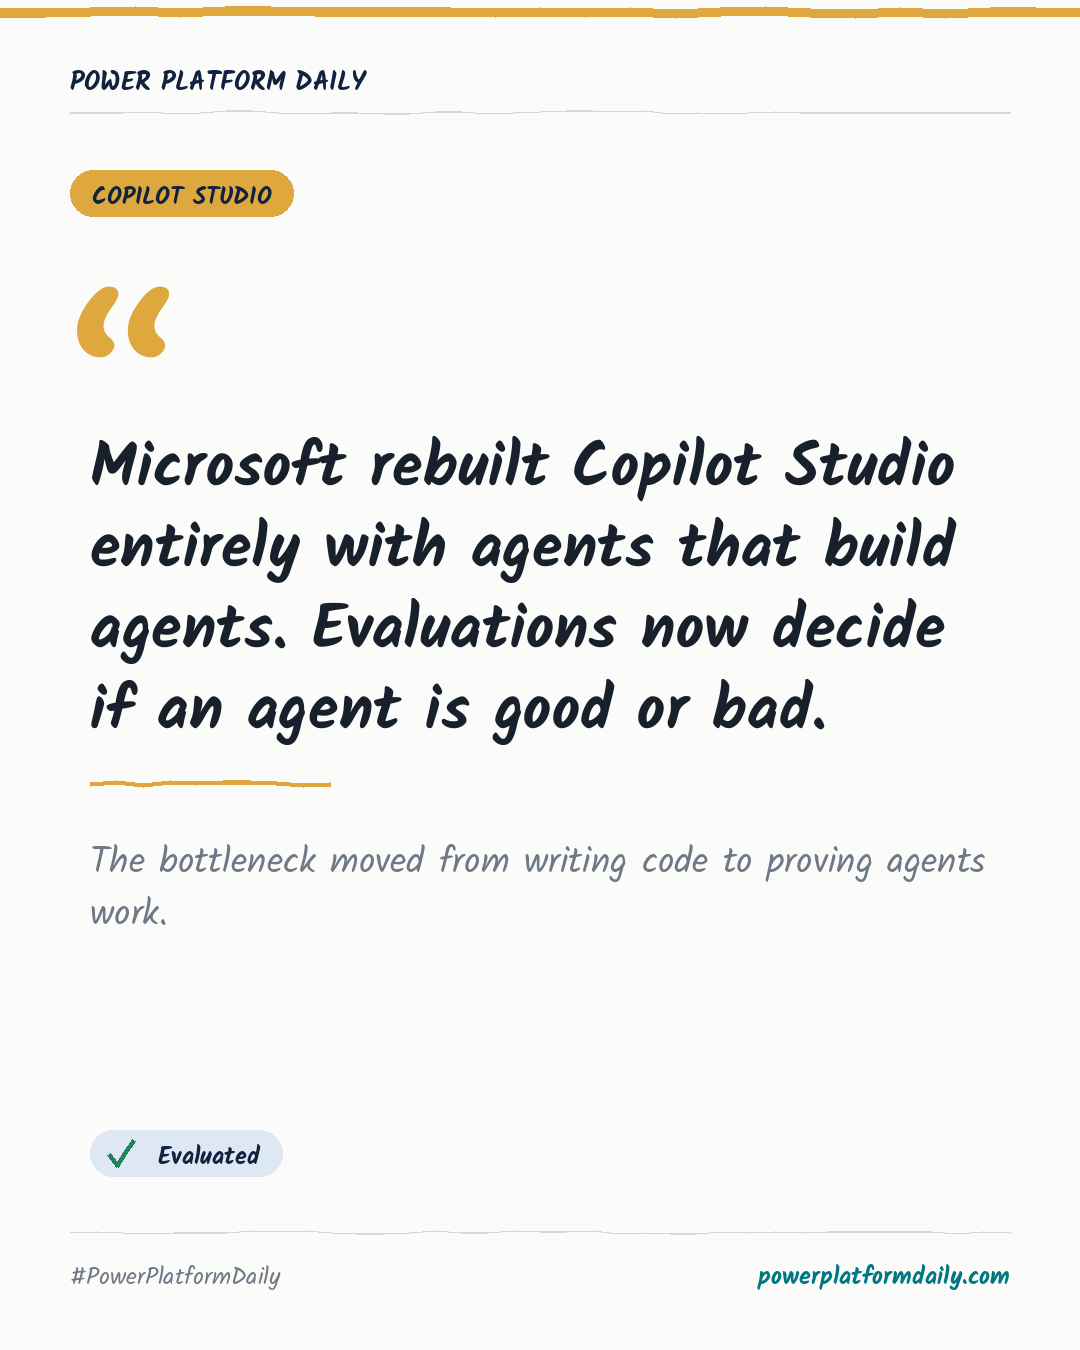 POWER PLATFORM DAILY
COPILOT STUDIO
“
Microsoft rebuilt Copilot Studio
entirely with agents that build
agents. Evaluations now decide
if an agent is good or bad.
The bottleneck moved from writing code to proving agents
work.
✓ Evaluated
#PowerPlatformDaily
powerplatformdaily.com